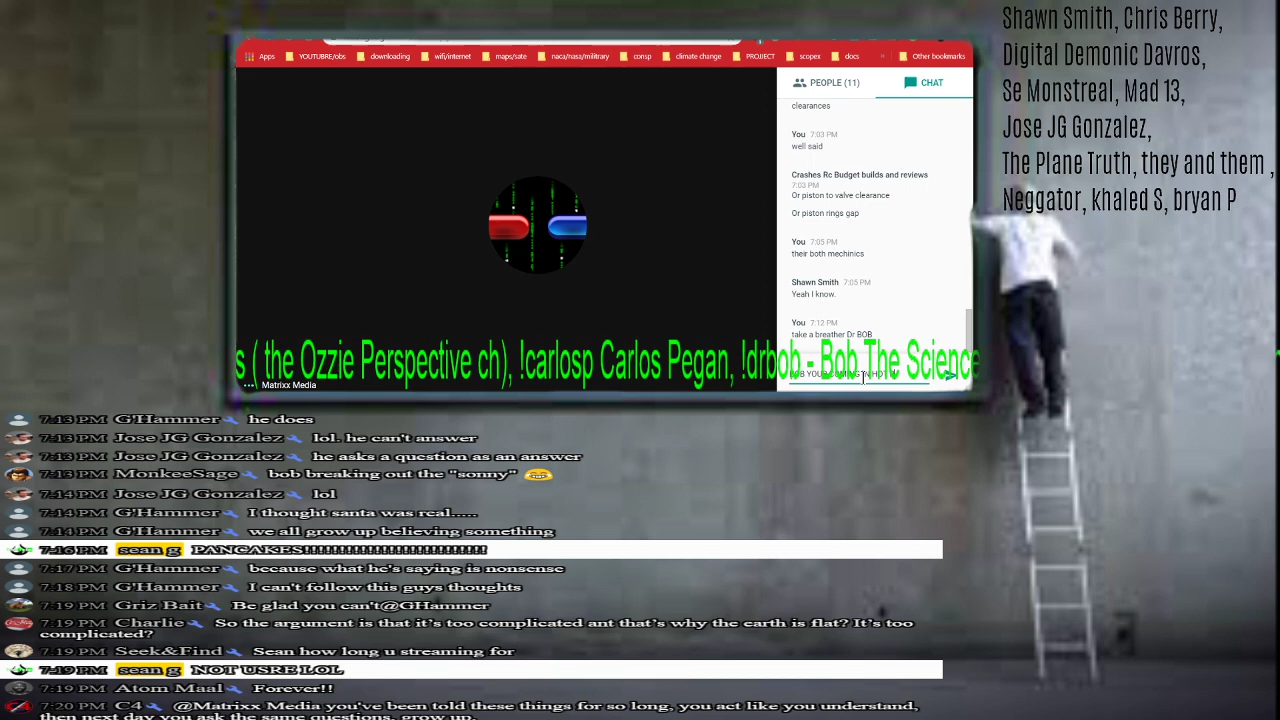 Shawn Smith, Chris Berry,
Digital Demonic Davros,
Se Monstreal, Mad 13,
Jose JG Gonzalez,
The Plane Truth, they and them ,
Neggator, khaled S, bryan P
Apps YOUTUBRE/obs downloading wifi/internet maps/sate naca/nasa/militrary consp climate change PROJECT scopex docs Other bookmarks
PEOPLE (11) CHAT
clearances
You 7:03 PM
well said
Crashes Rc Budget builds and reviews
7:03 PM
Or piston to valve clearance
Or piston rings gap
You 7:05 PM
their both mechinics
Shawn Smith 7:05 PM
Yeah I know.
You 7:12 PM
take a breather Dr BOB
s ( the Ozzie Perspective ch), !carlosp Carlos Pegan, !drbob - Bob The Science
Matrixx Media
7:13 PM G'Hammer he does
7:13 PM Jose JG Gonzalez lol. he can't answer
7:13 PM Jose JG Gonzalez he asks a question as an answer
7:13 PM MonkeeSage bob breaking out the "sonny" 😂
7:14 PM Jose JG Gonzalez lol
7:14 PM G'Hammer I thought santa was real.....
7:14 PM G'Hammer we all grow up believing something
7:16 PM sean g PANCAKES!!!!!!!!!!!!!!!!!!!!!!!!!!!
7:17 PM G'Hammer because what he's saying is nonsense
7:18 PM G'Hammer I can't follow this guys thoughts
7:19 PM Griz Bait Be glad you can't@GHammer
7:19 PM Charlie So the argument is that it's too complicated ant that's why the earth is flat? It's too
complicated?
7:19 PM Seek&Find Sean how long u streaming for
7:19 PM sean g NOT USRE LOL
7:19 PM Atom Maal Forever!!
7:20 PM C4 @Matrixx Media you've been told these things for so long, you act like you understand,
then next day you ask the same questions. grow up.